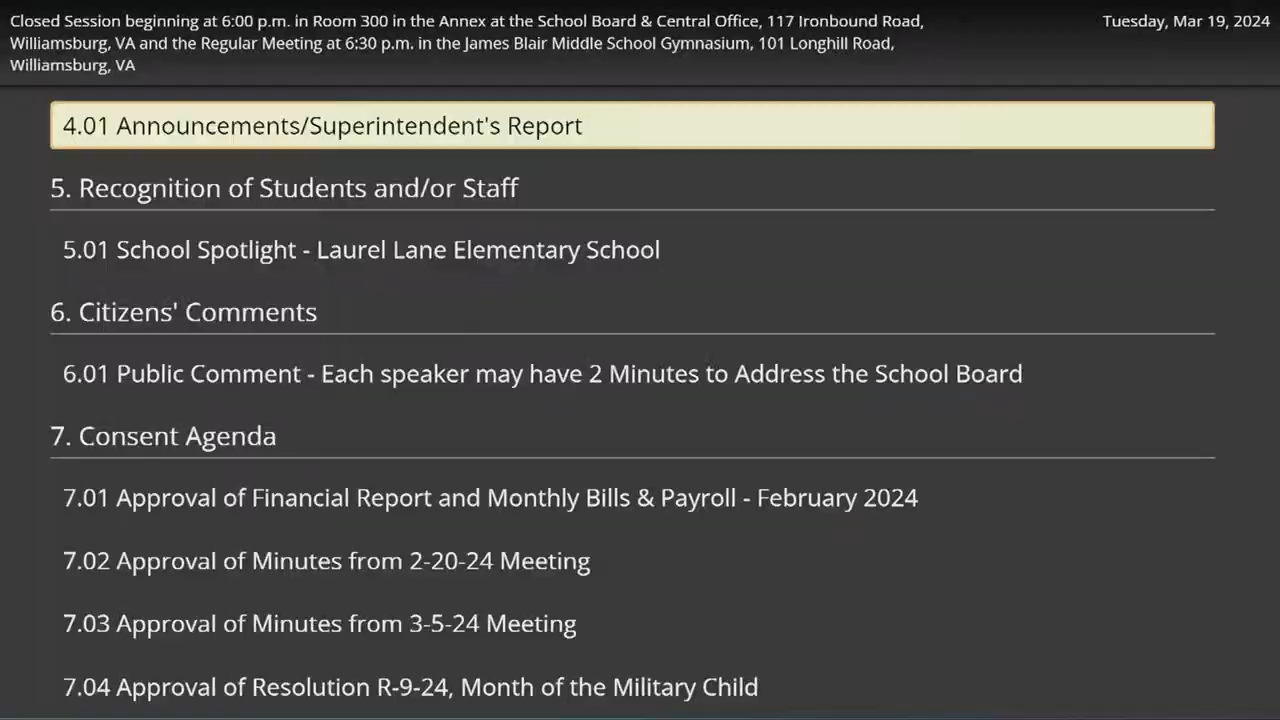 Closed Session beginning at 6:00 p.m. in Room 300 in the Annex at the School Board & Central Office, 117 Ironbound Road,
Williamsburg, VA and the Regular Meeting at 6:30 p.m. in the James Blair Middle School Gymnasium, 101 Longhill Road,
Williamsburg, VA
Tuesday, Mar 19, 2024
4.01 Announcements/Superintendent's Report
5. Recognition of Students and/or Staff
5.01 School Spotlight - Laurel Lane Elementary School
6. Citizens' Comments
6.01 Public Comment - Each speaker may have 2 Minutes to Address the School Board
7. Consent Agenda
7.01 Approval of Financial Report and Monthly Bills & Payroll - February 2024
7.02 Approval of Minutes from 2-20-24 Meeting
7.03 Approval of Minutes from 3-5-24 Meeting
7.04 Approval of Resolution R-9-24, Month of the Military Child